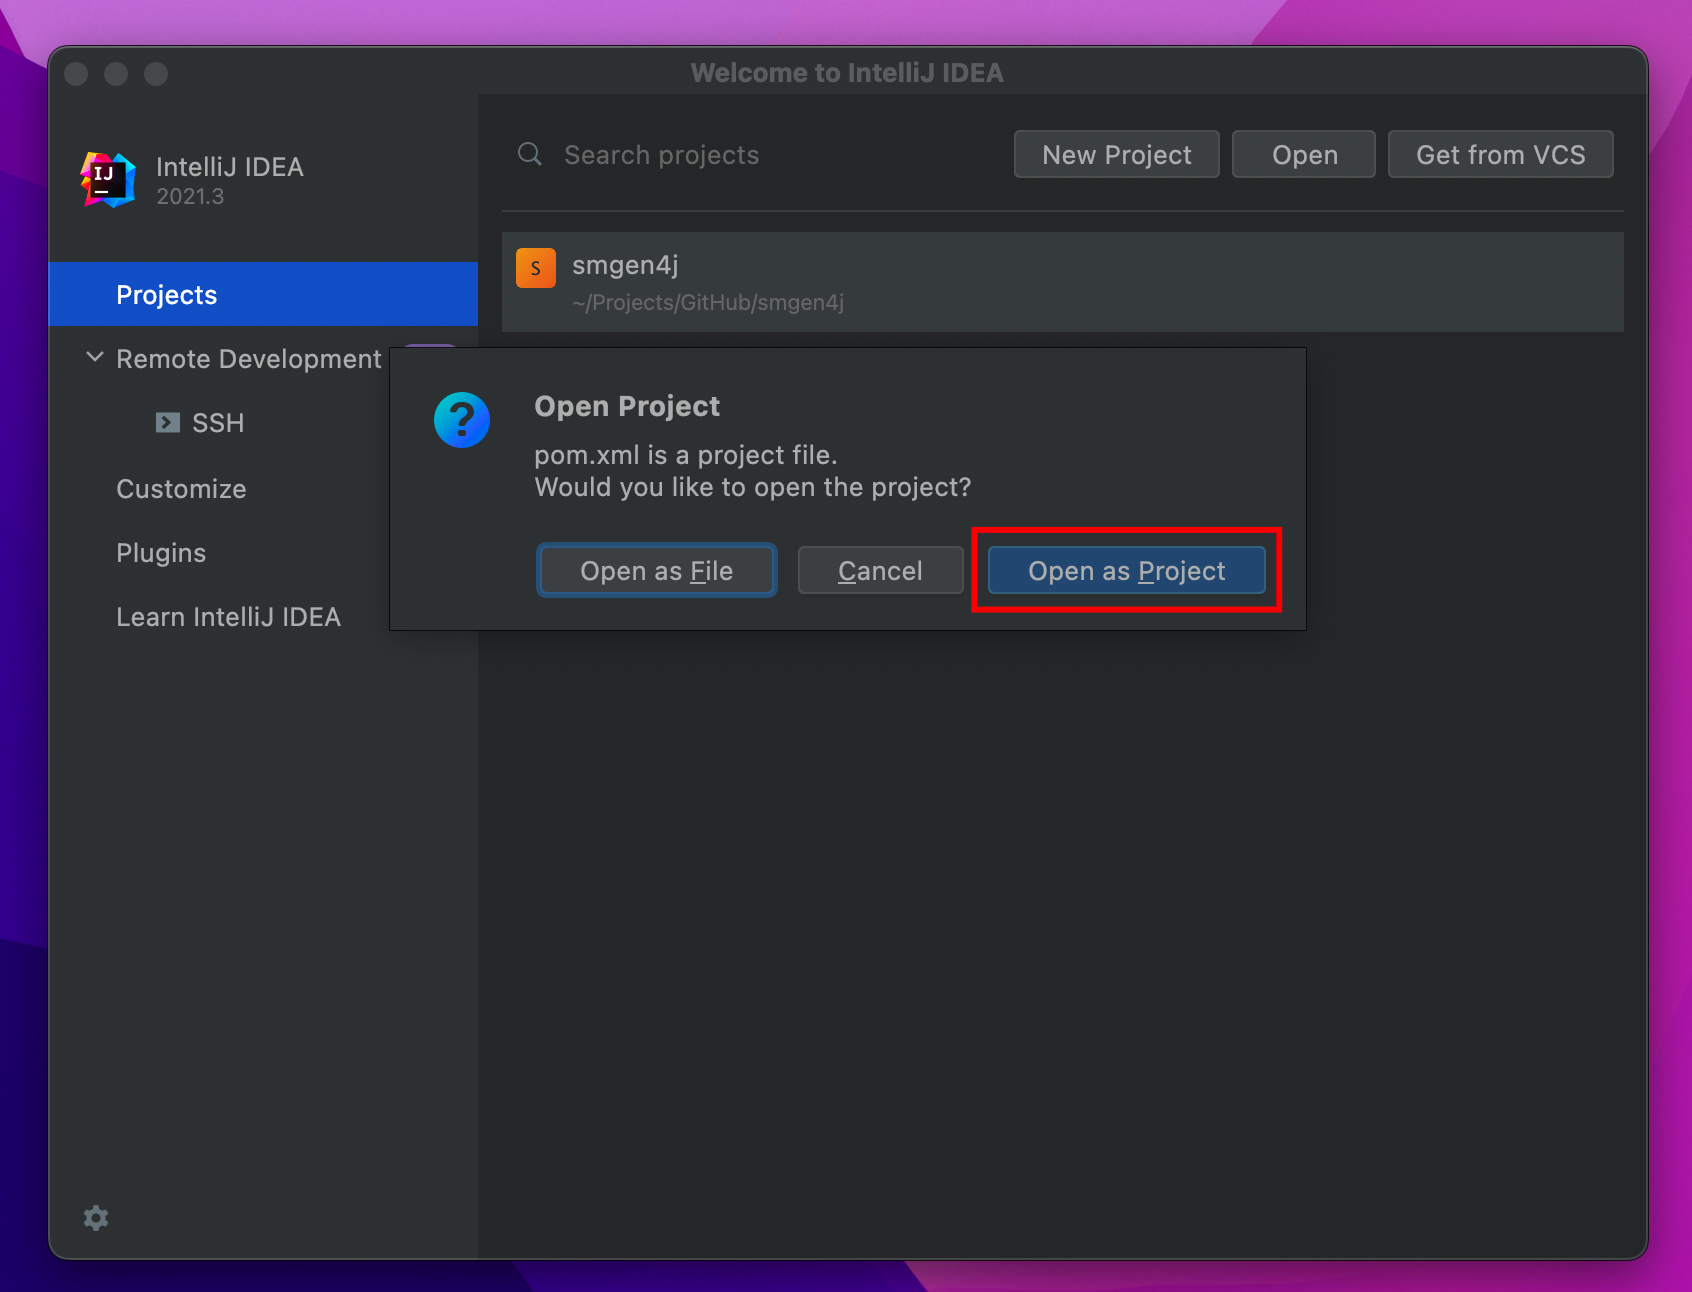 Welcome to IntelliJ IDEA
IJ
IntelliJ IDEA
2021.3
Search projects
New Project
Open
Get from VCS
Projects
S
smgen4j
~/Projects/GitHub/smgen4j
Remote Development
SSH
Customize
Plugins
Learn IntelliJ IDEA
?
Open Project
pom.xml is a project file.
Would you like to open the project?
Open as File
Cancel
Open as Project